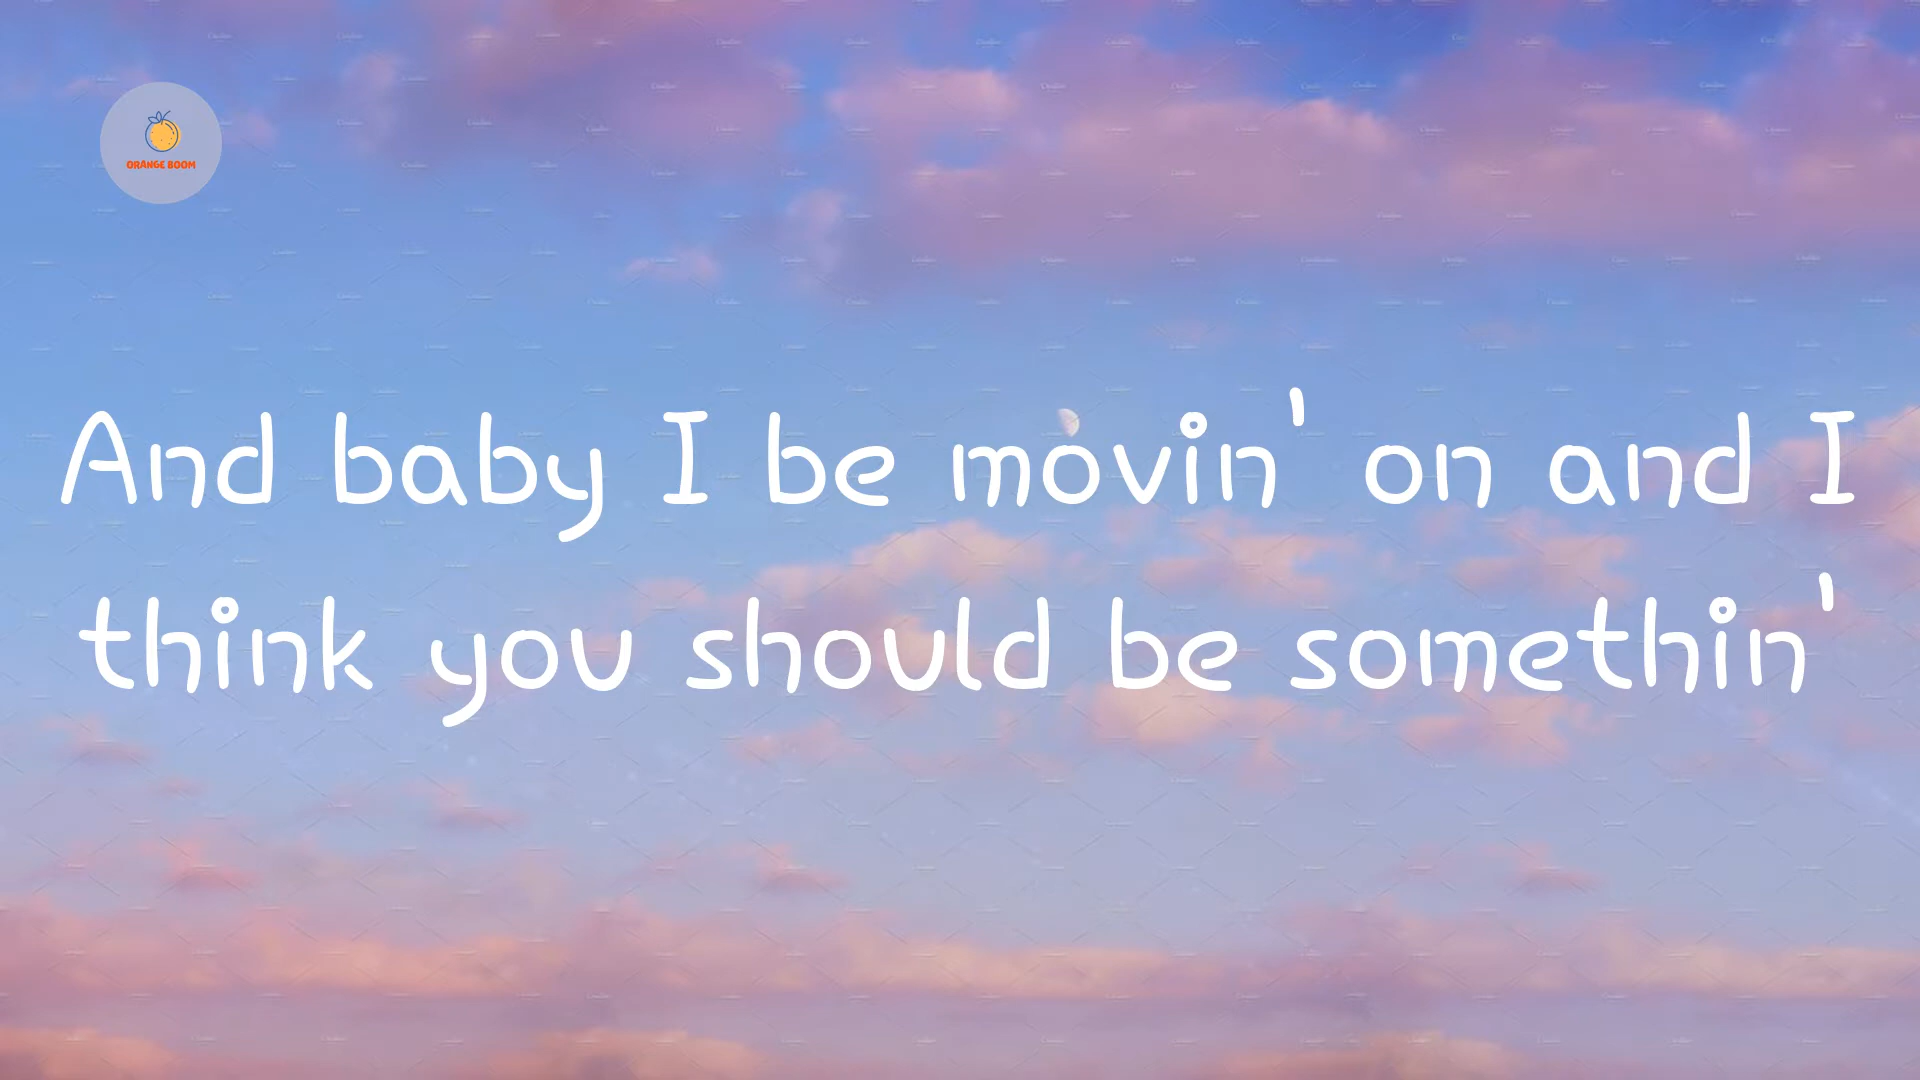 ORANGE BOOM
And baby I be movin' on and I
think you should be somethin'